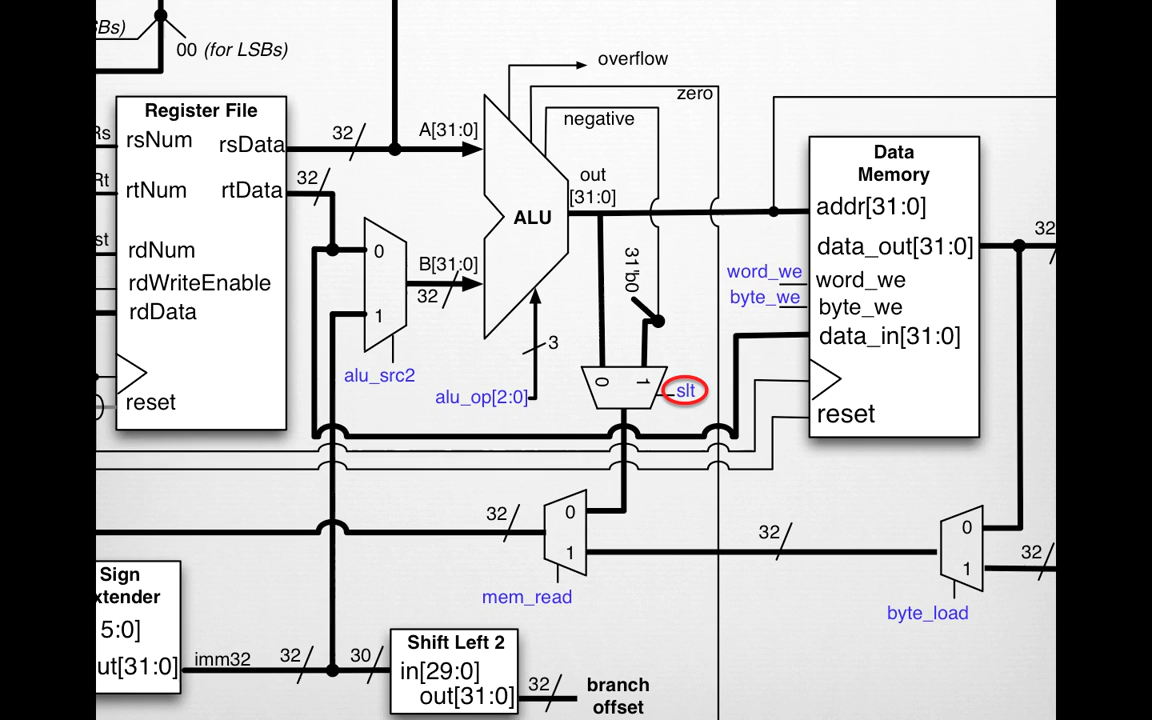 SBs)
00 (for LSBs)
Register File
Rs
rsNum
rsData
Rt
rtNum
rtData
st
rdNum
rdWriteEnable
rdData
reset
32
32
A[31:0]
B[31:0]
32
0
1
alu_src2
alu_op[2:0]
3
ALU
overflow
zero
negative
out
[31:0]
31'b0
0
1
slt
Data
Memory
addr[31:0]
data_out[31:0]
word_we
word_we
byte_we
byte_we
data_in[31:0]
reset
32
32
0
1
mem_read
32
0
1
32
byte_load
Sign
xtender
5:0]
ut[31:0]
imm32
32
30
Shift Left 2
in[29:0]
out[31:0]
32
branch
offset